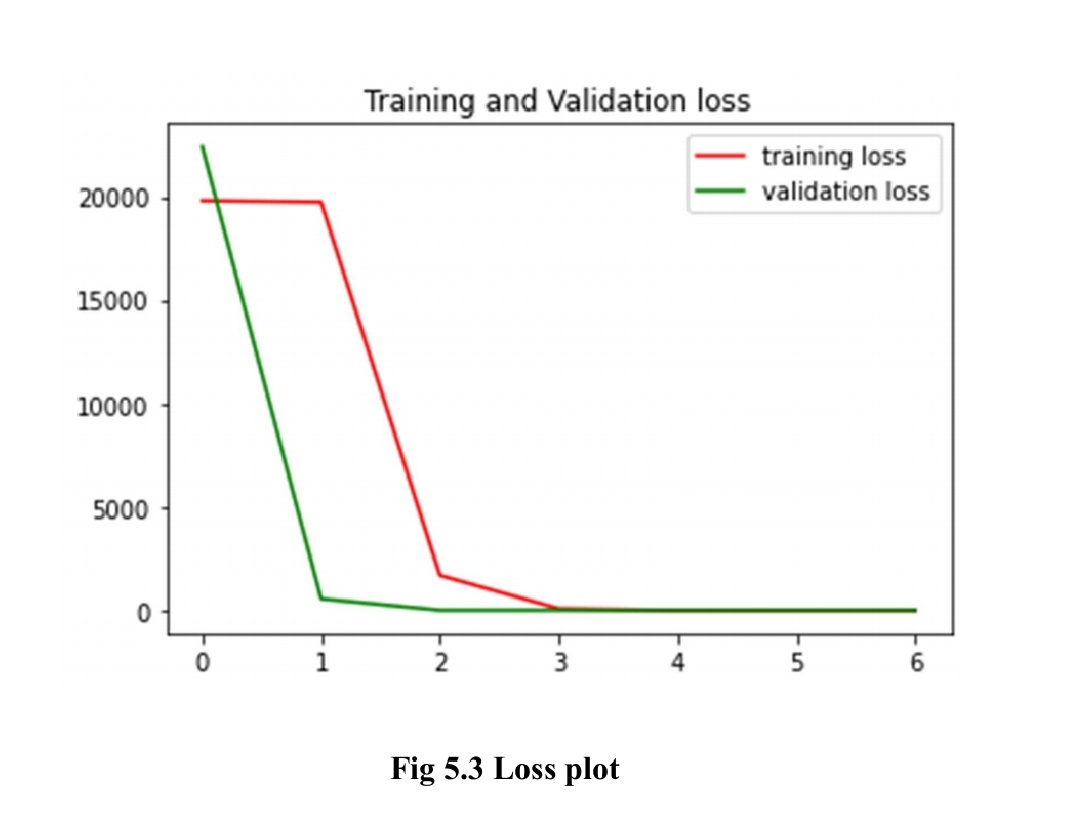 Training and Validation loss
training loss
validation loss
20000
15000
10000
5000
0
0 1 2 3 4 5 6
Fig 5.3 Loss plot